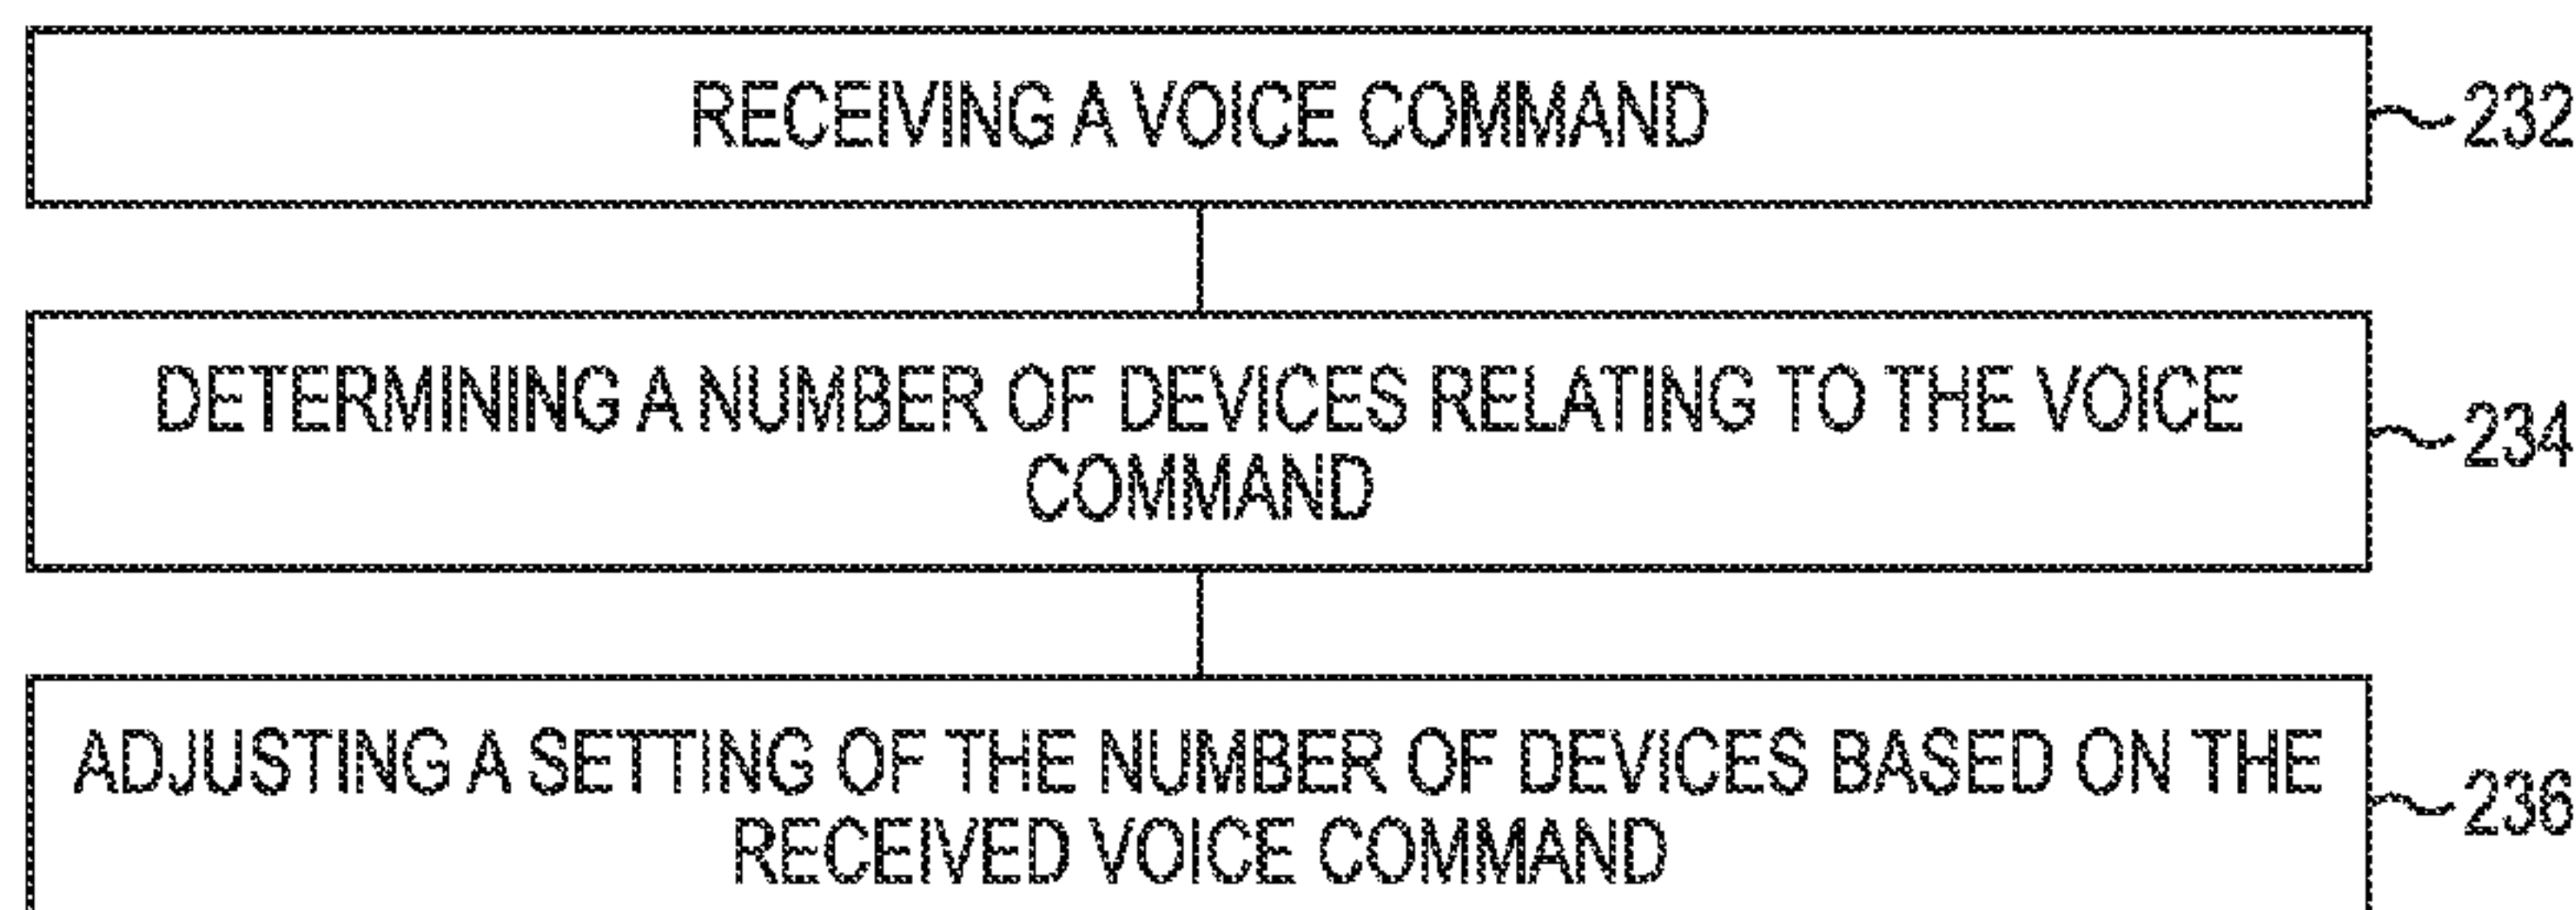 RECEIVING A VOICE COMMAND
232
DETERMINING A NUMBER OF DEVICES RELATING TO THE VOICE
COMMAND
234
ADJUSTING A SETTING OF THE NUMBER OF DEVICES BASED ON THE
RECEIVED VOICE COMMAND
236